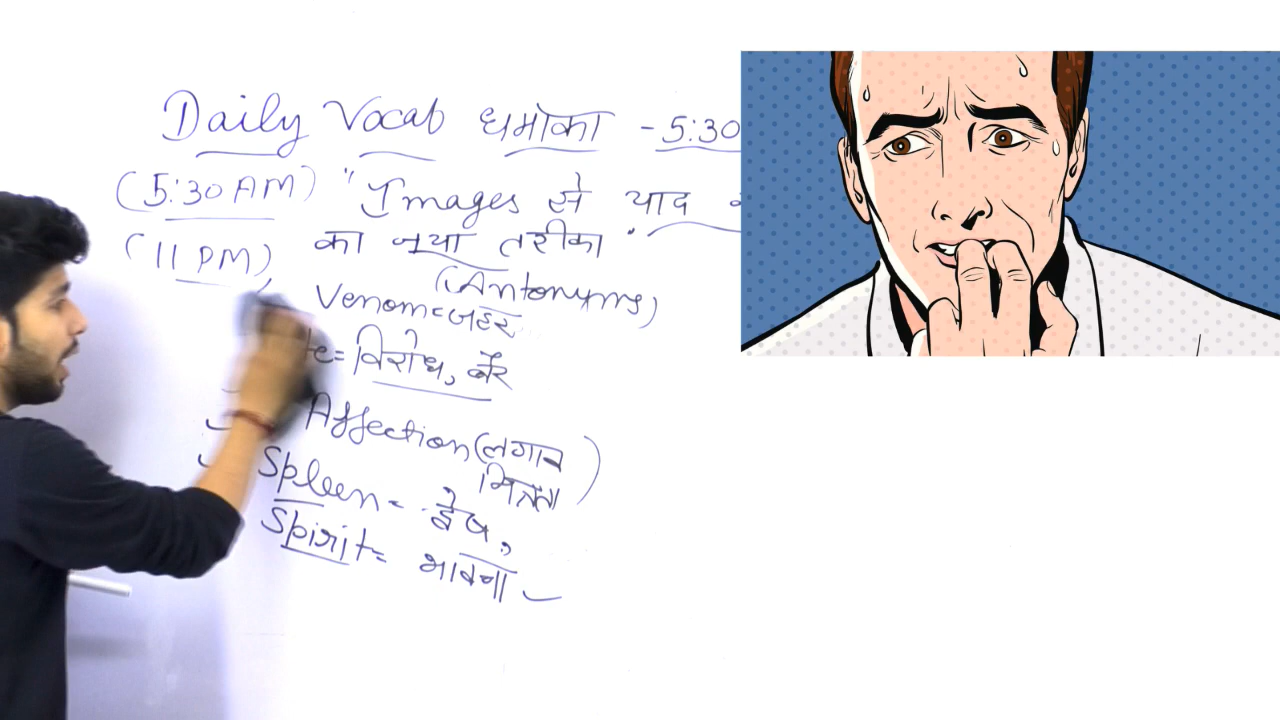 Daily Vocab धमाका - 5:30
(5:30 AM) "Images से याद
(11 PM) का नया तरीका"
(Antonyms)
Venom = जहर
= विरोध, बैर
Affection (लगाव
मित्रता)
Spleen = द्वेष,
Spirit = भावना